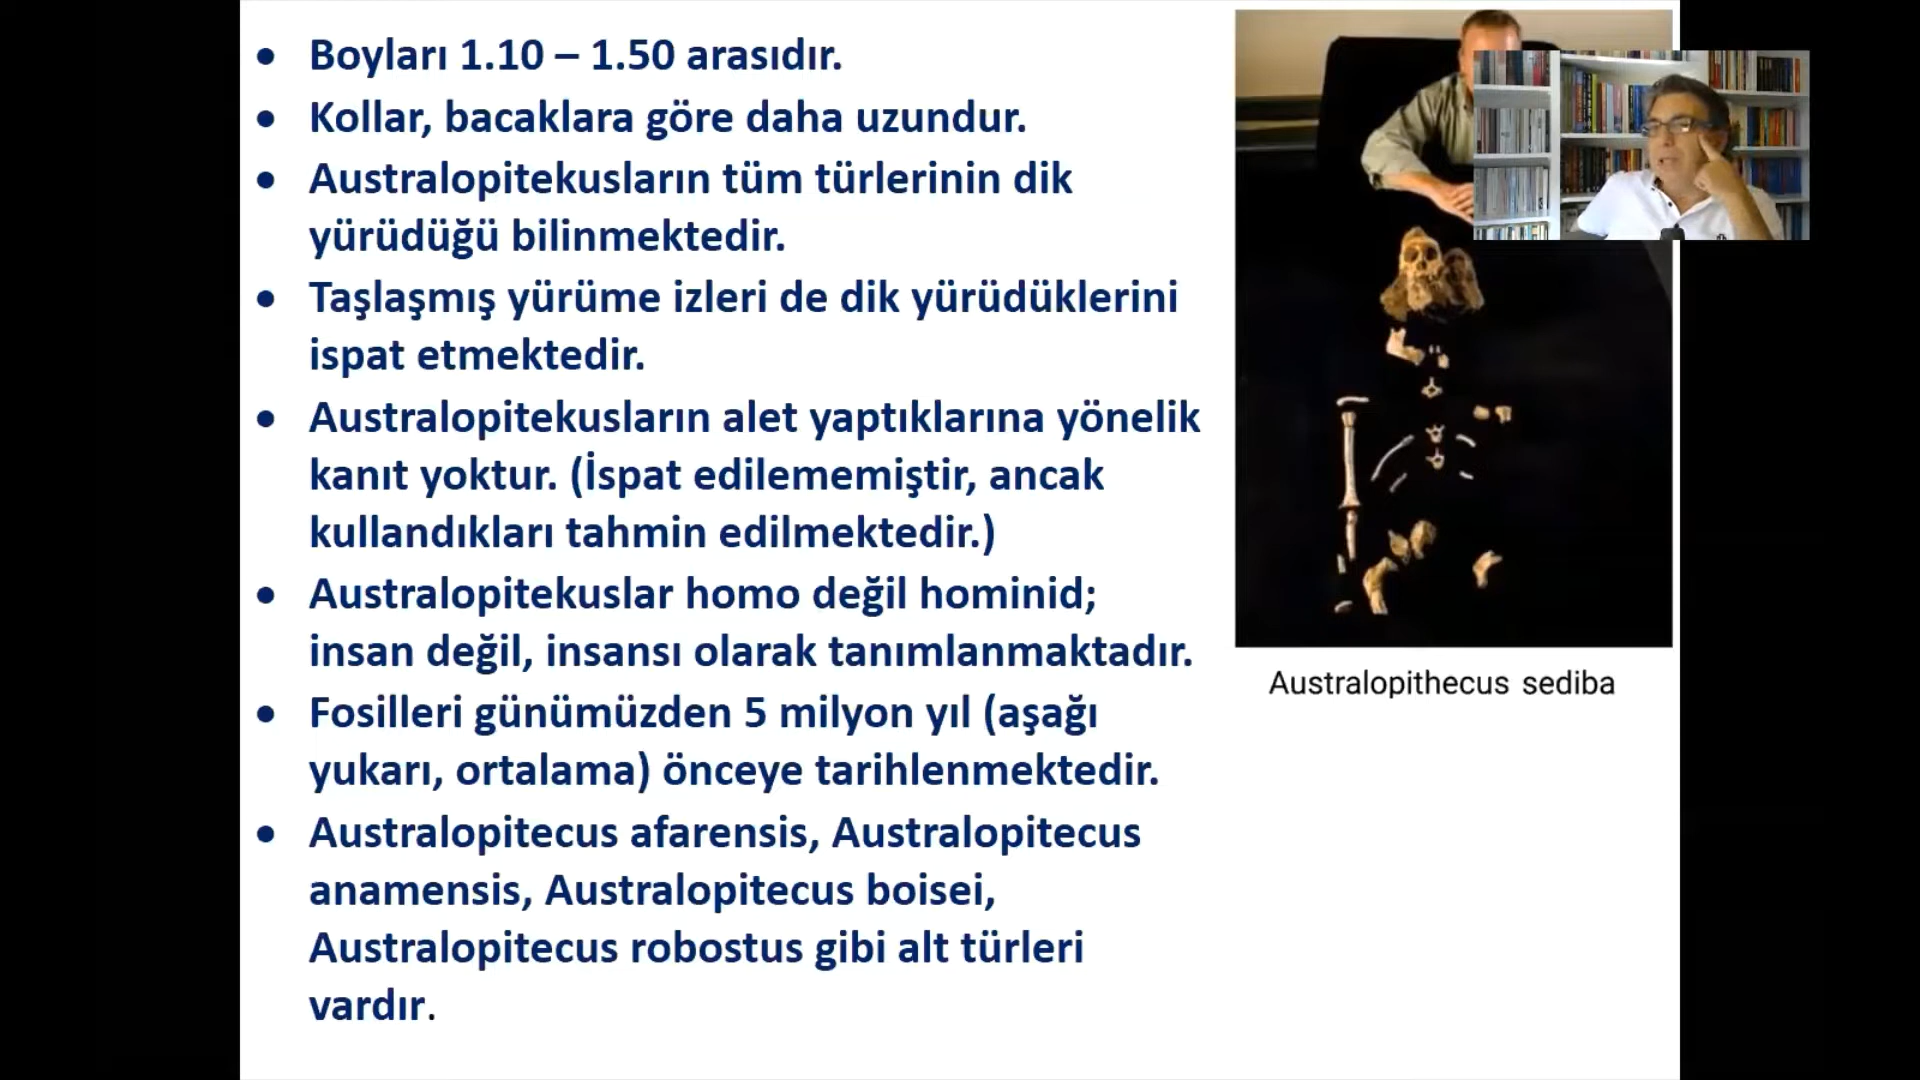 • Boyları 1.10 – 1.50 arasıdır.
• Kollar, bacaklara göre daha uzundur.
• Australopitekusların tüm türlerinin dik
yürüdüğü bilinmektedir.
• Taşlaşmış yürüme izleri de dik yürüdüklerini
ispat etmektedir.
• Australopitekusların alet yaptıklarına yönelik
kanıt yoktur. (İspat edilememiştir, ancak
kullandıkları tahmin edilmektedir.)
• Australopitekuslar homo değil hominid;
insan değil, insansı olarak tanımlanmaktadır.
• Fosilleri günümüzden 5 milyon yıl (aşağı
yukarı, ortalama) önceye tarihlenmektedir.
• Australopitecus afarensis, Australopitecus
anamensis, Australopitecus boisei,
Australopitecus robostus gibi alt türleri
vardır.
Australopithecus sediba